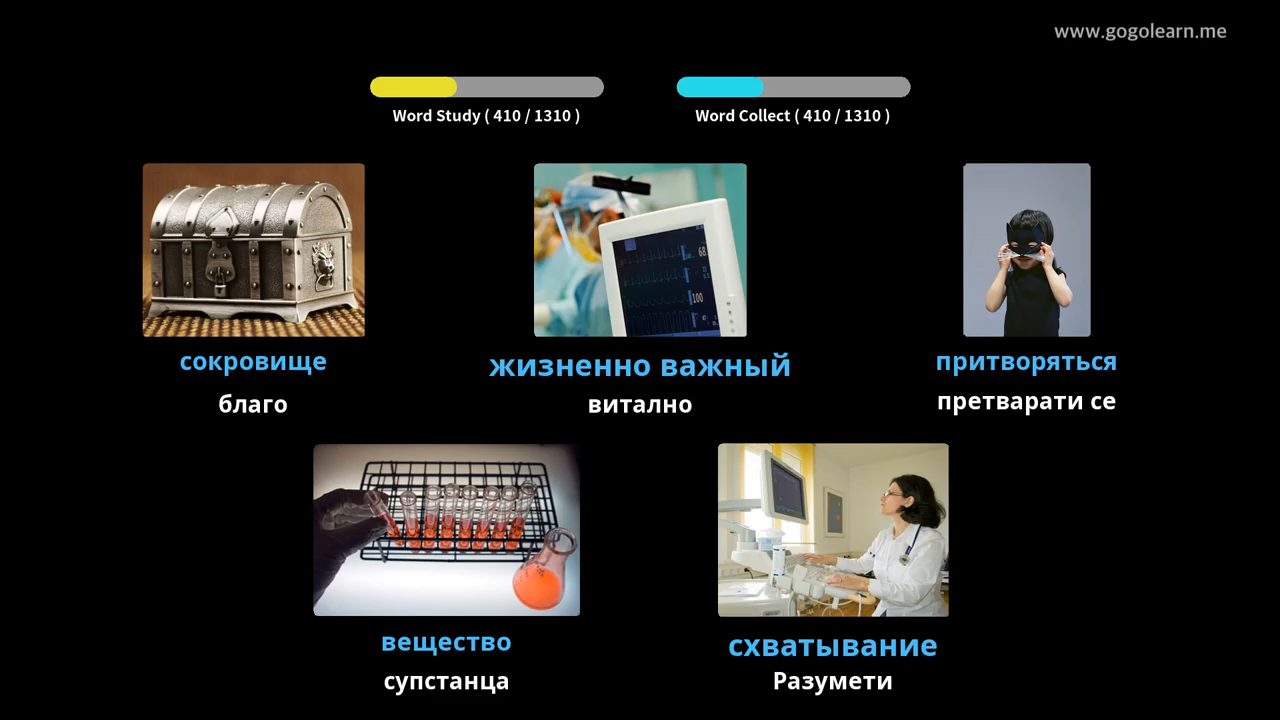 www.gogolearn.me
Word Study ( 410 / 1310 )
Word Collect ( 410 / 1310 )
сокровище
благо
жизненно важный
витално
притворяться
претварати се
вещество
супстанца
схватывание
Разумети